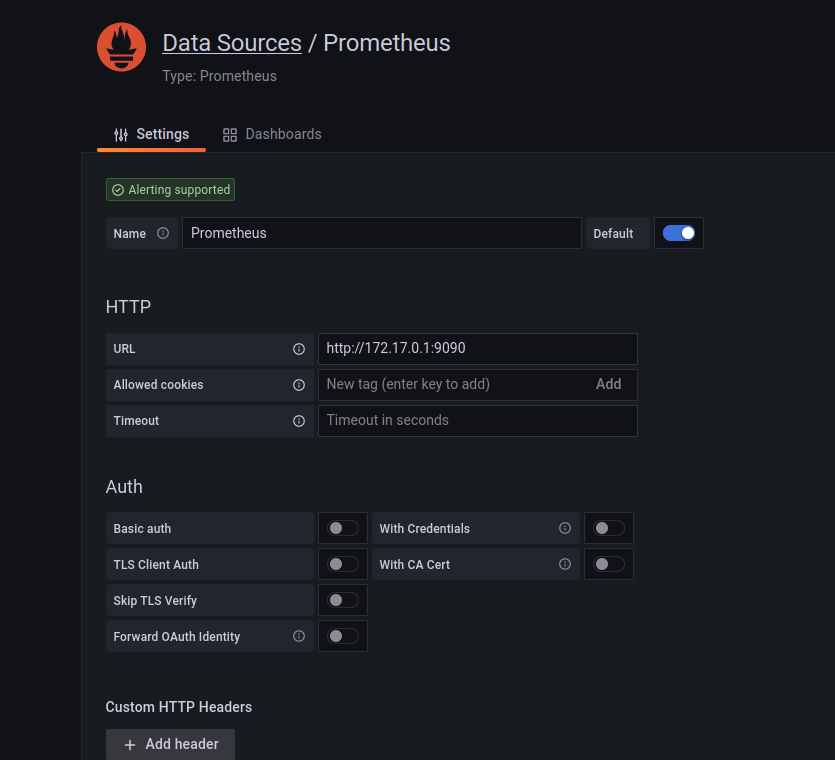 Data Sources / Prometheus
Type: Prometheus
Settings Dashboards
Alerting supported
Name Prometheus Default
HTTP
URL http://172.17.0.1:9090
Allowed cookies New tag (enter key to add) Add
Timeout Timeout in seconds
Auth
Basic auth With Credentials
TLS Client Auth With CA Cert
Skip TLS Verify
Forward OAuth Identity
Custom HTTP Headers
+ Add header